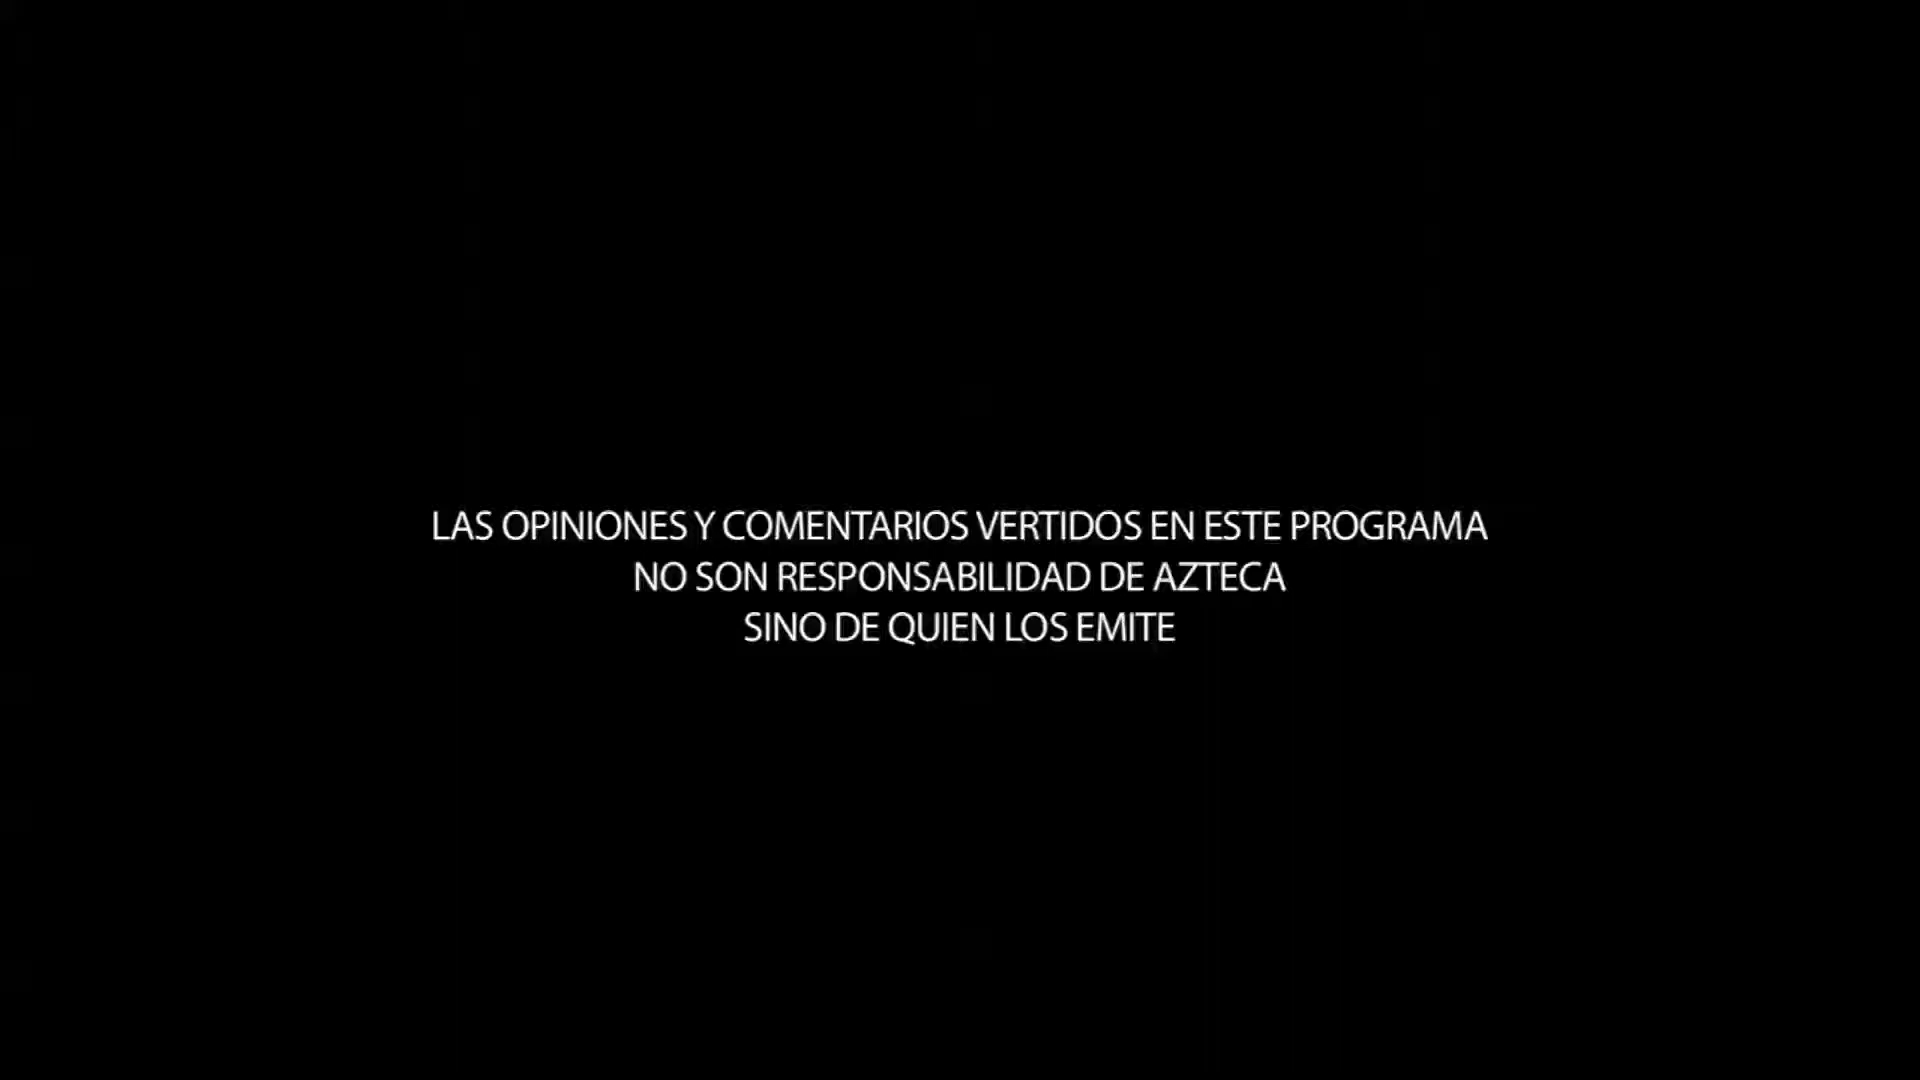 LAS OPINIONES Y COMENTARIOS VERTIDOS EN ESTE PROGRAMA
NO SON RESPONSABILIDAD DE AZTECA
SINO DE QUIEN LOS EMITE